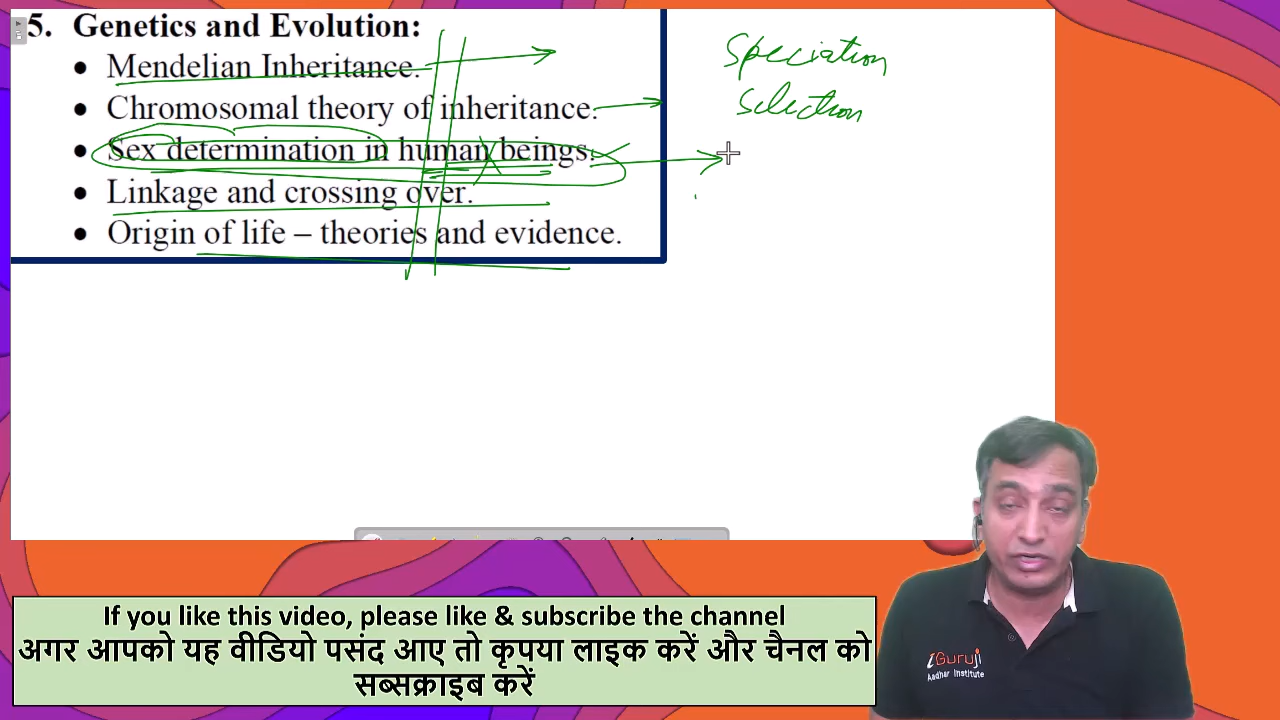 5. Genetics and Evolution:
• Mendelian Inheritance.
• Chromosomal theory of inheritance.
• Sex determination in human beings.
• Linkage and crossing over.
• Origin of life – theories and evidence.
Speciation
Selection
iGuruji
Aadhar Institute
If you like this video, please like & subscribe the channel
अगर आपको यह वीडियो पसंद आए तो कृपया लाइक करें और चैनल को
सब्सक्राइब करें